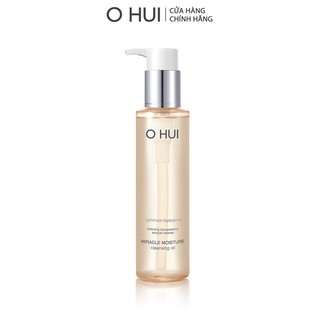 O HUI
CỬA HÀNG
CHÍNH HÃNG
O HUI
MIRACLE MOISTURE
cleansing oil